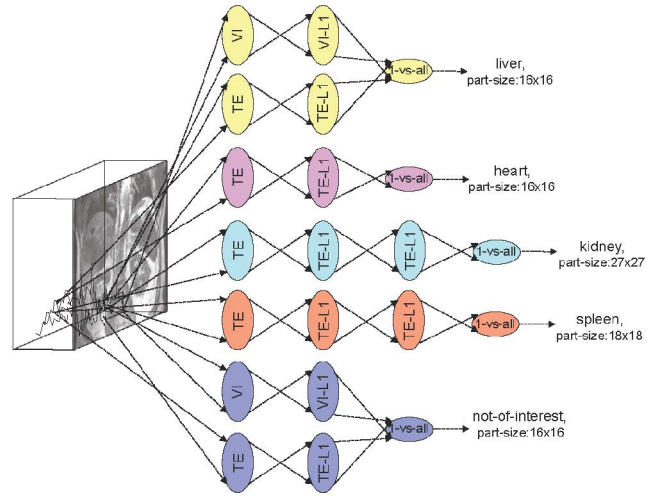 VI
VI-L1
1-vs-all
liver,
part-size:16x16
TE
TE-L1
TE
TE-L1
1-vs-all
heart,
part-size:16x16
TE
TE-L1
TE-L1
1-vs-all
kidney,
part-size:27x27
TE
TE-L1
TE-L1
1-vs-all
spleen,
part-size:18x18
VI
VI-L1
1-vs-all
not-of-interest,
part-size:16x16
TE
TE-L1